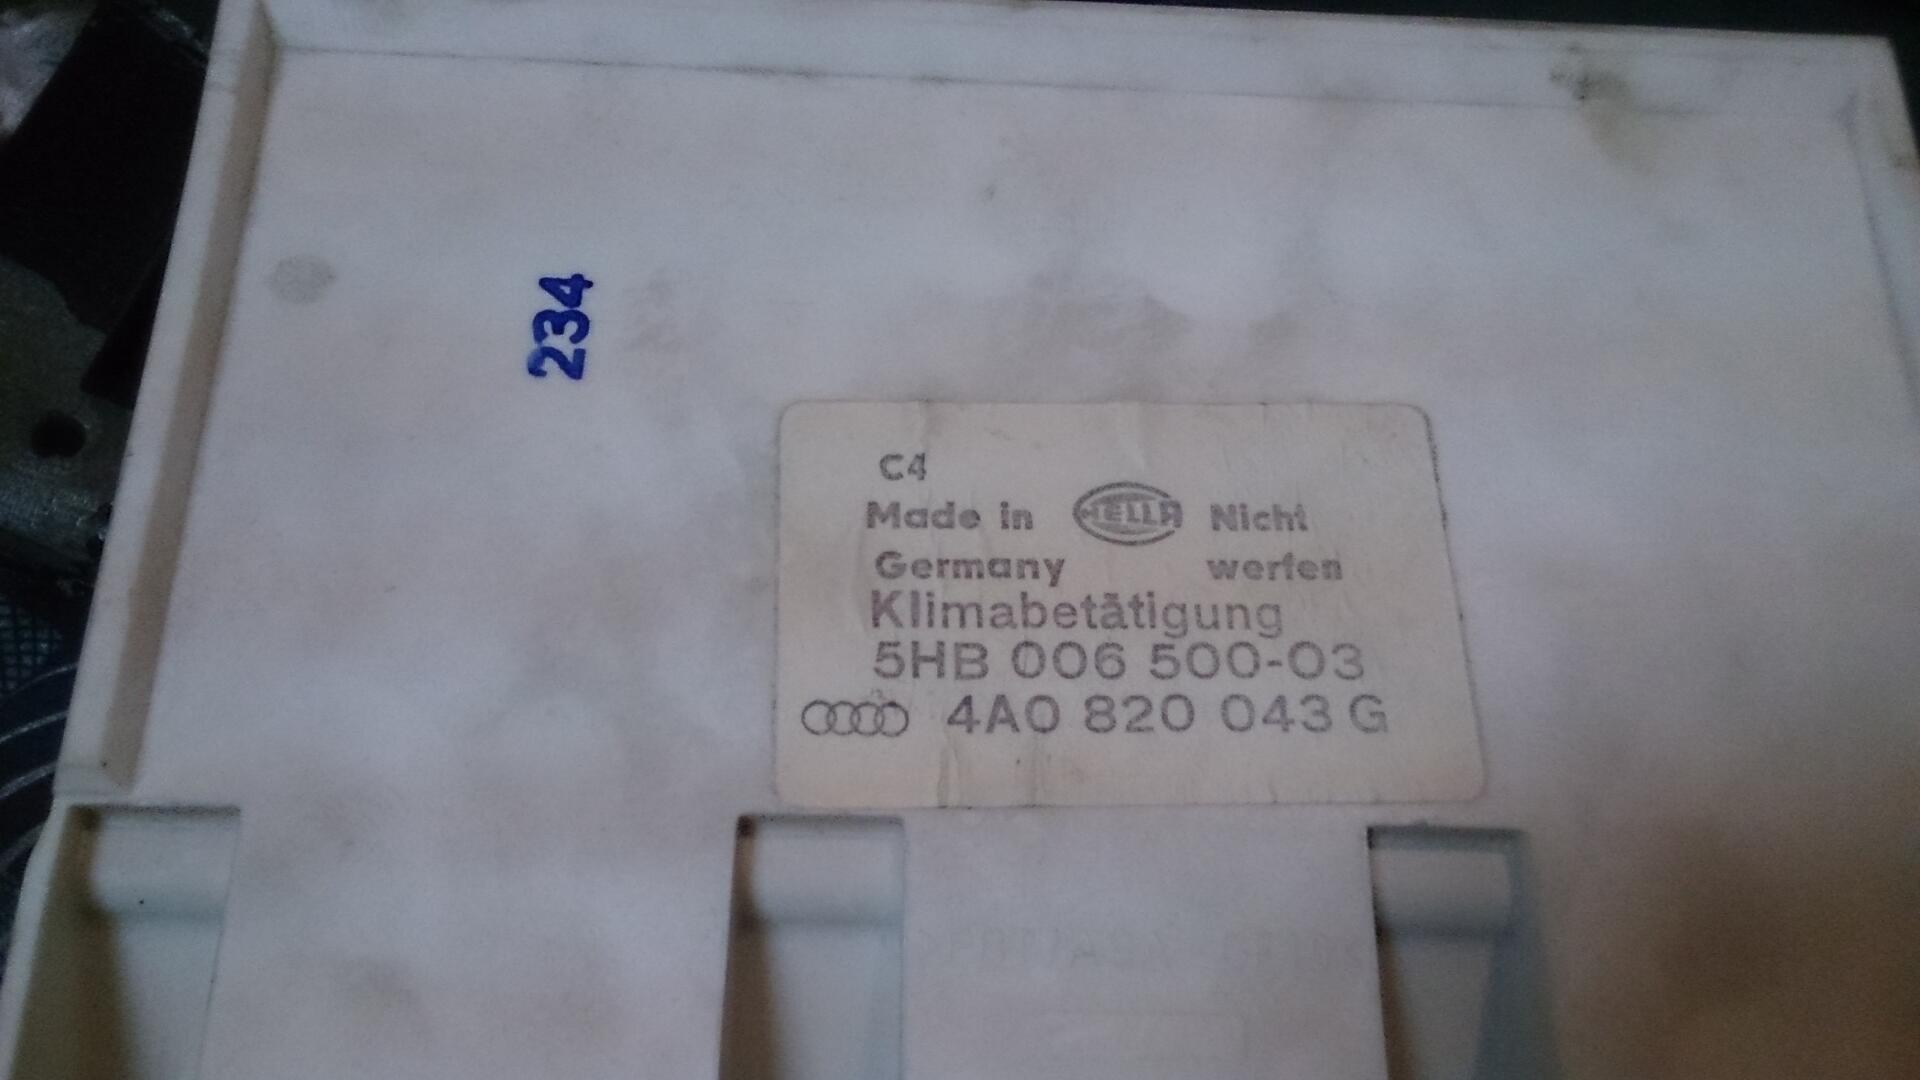 234
C4
Made in HELLA Nicht
Germany werfen
Klimabetätigung
5HB 006 500-03
4A0 820 043 G